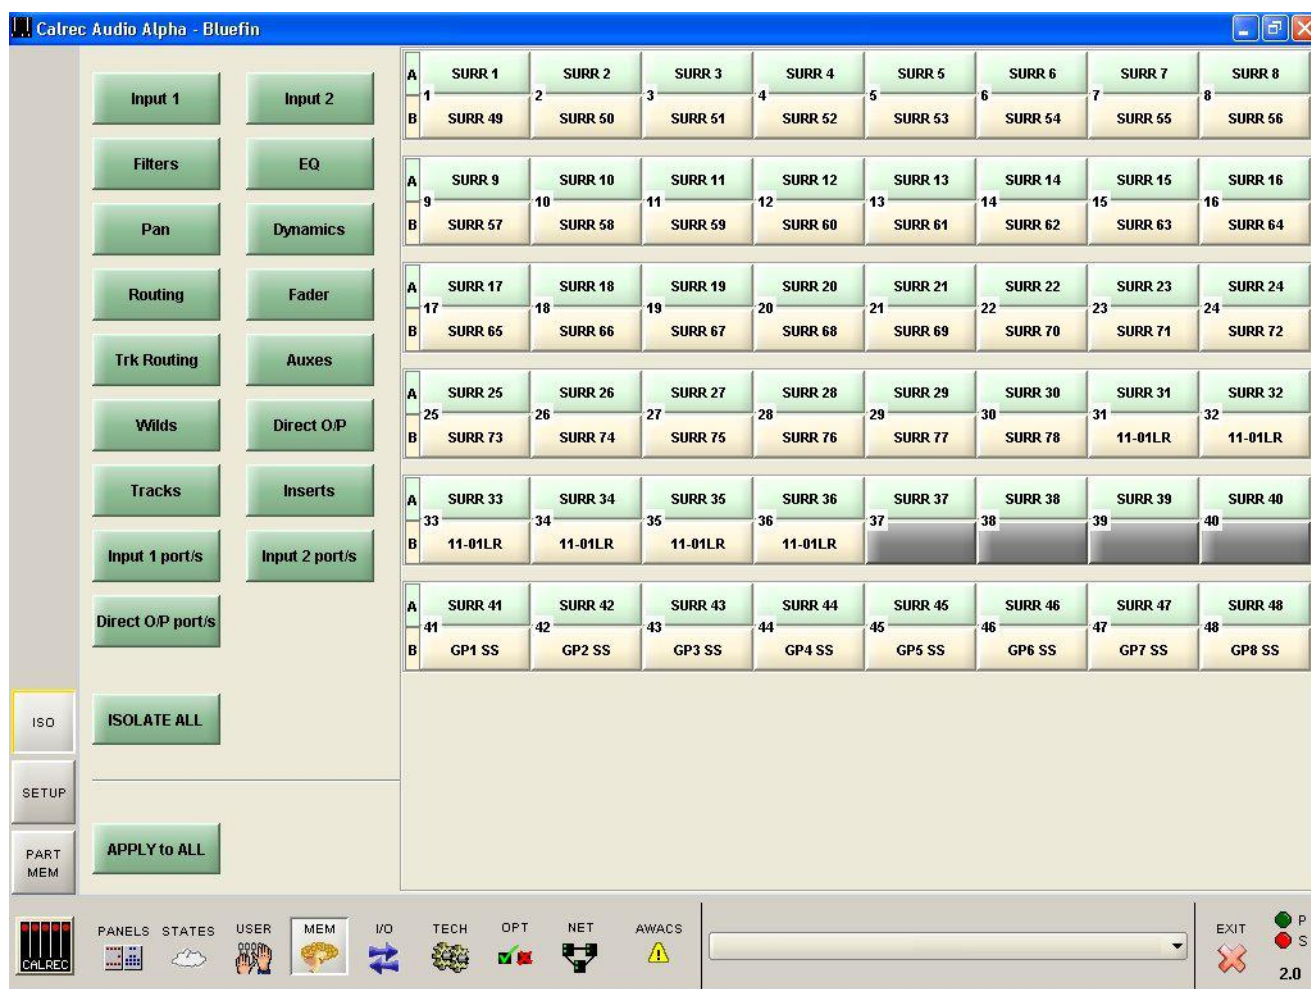 Calrec Audio Alpha - Bluefin
Input 1 Input 2
Filters EQ
Pan Dynamics
Routing Fader
Trk Routing Auxes
Wilds Direct O/P
Tracks Inserts
Input 1 port/s Input 2 port/s
Direct O/P port/s
ISOLATE ALL
APPLY to ALL
ISO
SETUP
PART
MEM
A SURR 1 SURR 2 SURR 3 SURR 4 SURR 5 SURR 6 SURR 7 SURR 8
1 2 3 4 5 6 7 8
B SURR 49 SURR 50 SURR 51 SURR 52 SURR 53 SURR 54 SURR 55 SURR 56
A SURR 9 SURR 10 SURR 11 SURR 12 SURR 13 SURR 14 SURR 15 SURR 16
9 10 11 12 13 14 15 16
B SURR 57 SURR 58 SURR 59 SURR 60 SURR 61 SURR 62 SURR 63 SURR 64
A SURR 17 SURR 18 SURR 19 SURR 20 SURR 21 SURR 22 SURR 23 SURR 24
17 18 19 20 21 22 23 24
B SURR 65 SURR 66 SURR 67 SURR 68 SURR 69 SURR 70 SURR 71 SURR 72
A SURR 25 SURR 26 SURR 27 SURR 28 SURR 29 SURR 30 SURR 31 SURR 32
25 26 27 28 29 30 31 32
B SURR 73 SURR 74 SURR 75 SURR 76 SURR 77 SURR 78 11-01LR 11-01LR
A SURR 33 SURR 34 SURR 35 SURR 36 SURR 37 SURR 38 SURR 39 SURR 40
33 34 35 36 37 38 39 40
B 11-01LR 11-01LR 11-01LR 11-01LR
A SURR 41 SURR 42 SURR 43 SURR 44 SURR 45 SURR 46 SURR 47 SURR 48
41 42 43 44 45 46 47 48
B GP1 SS GP2 SS GP3 SS GP4 SS GP5 SS GP6 SS GP7 SS GP8 SS
CALREC PANELS STATES USER MEM I/O TECH OPT NET AWACS EXIT P
S
2.0